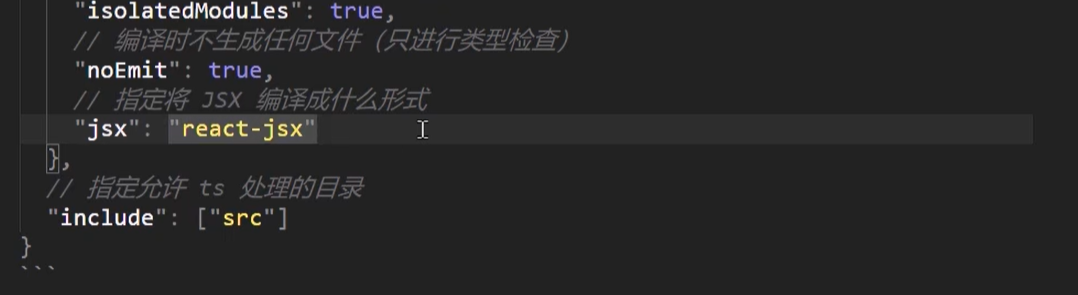 "isolatedModules": true,
// 编译时不生成任何文件（只进行类型检查）
"noEmit": true,
// 指定将 JSX 编译成什么形式
"jsx": "react-jsx"
},
// 指定允许 ts 处理的目录
"include": ["src"]
}
```